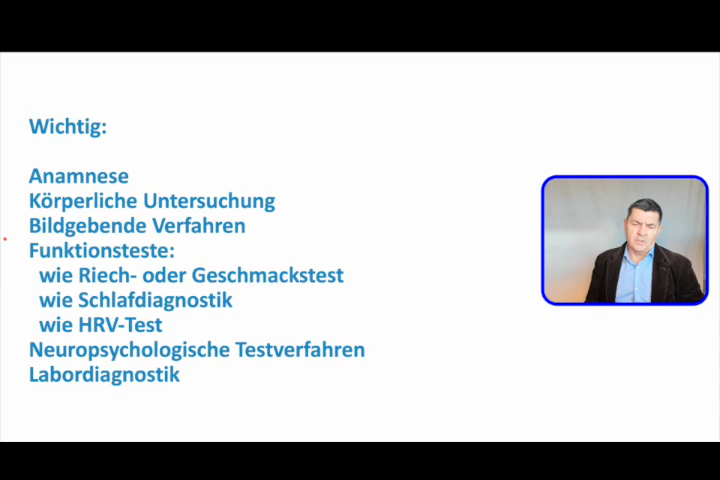 Wichtig:
Anamnese
Körperliche Untersuchung
Bildgebende Verfahren
Funktionsteste:
wie Riech- oder Geschmackstest
wie Schlafdiagnostik
wie HRV-Test
Neuropsychologische Testverfahren
Labordiagnostik